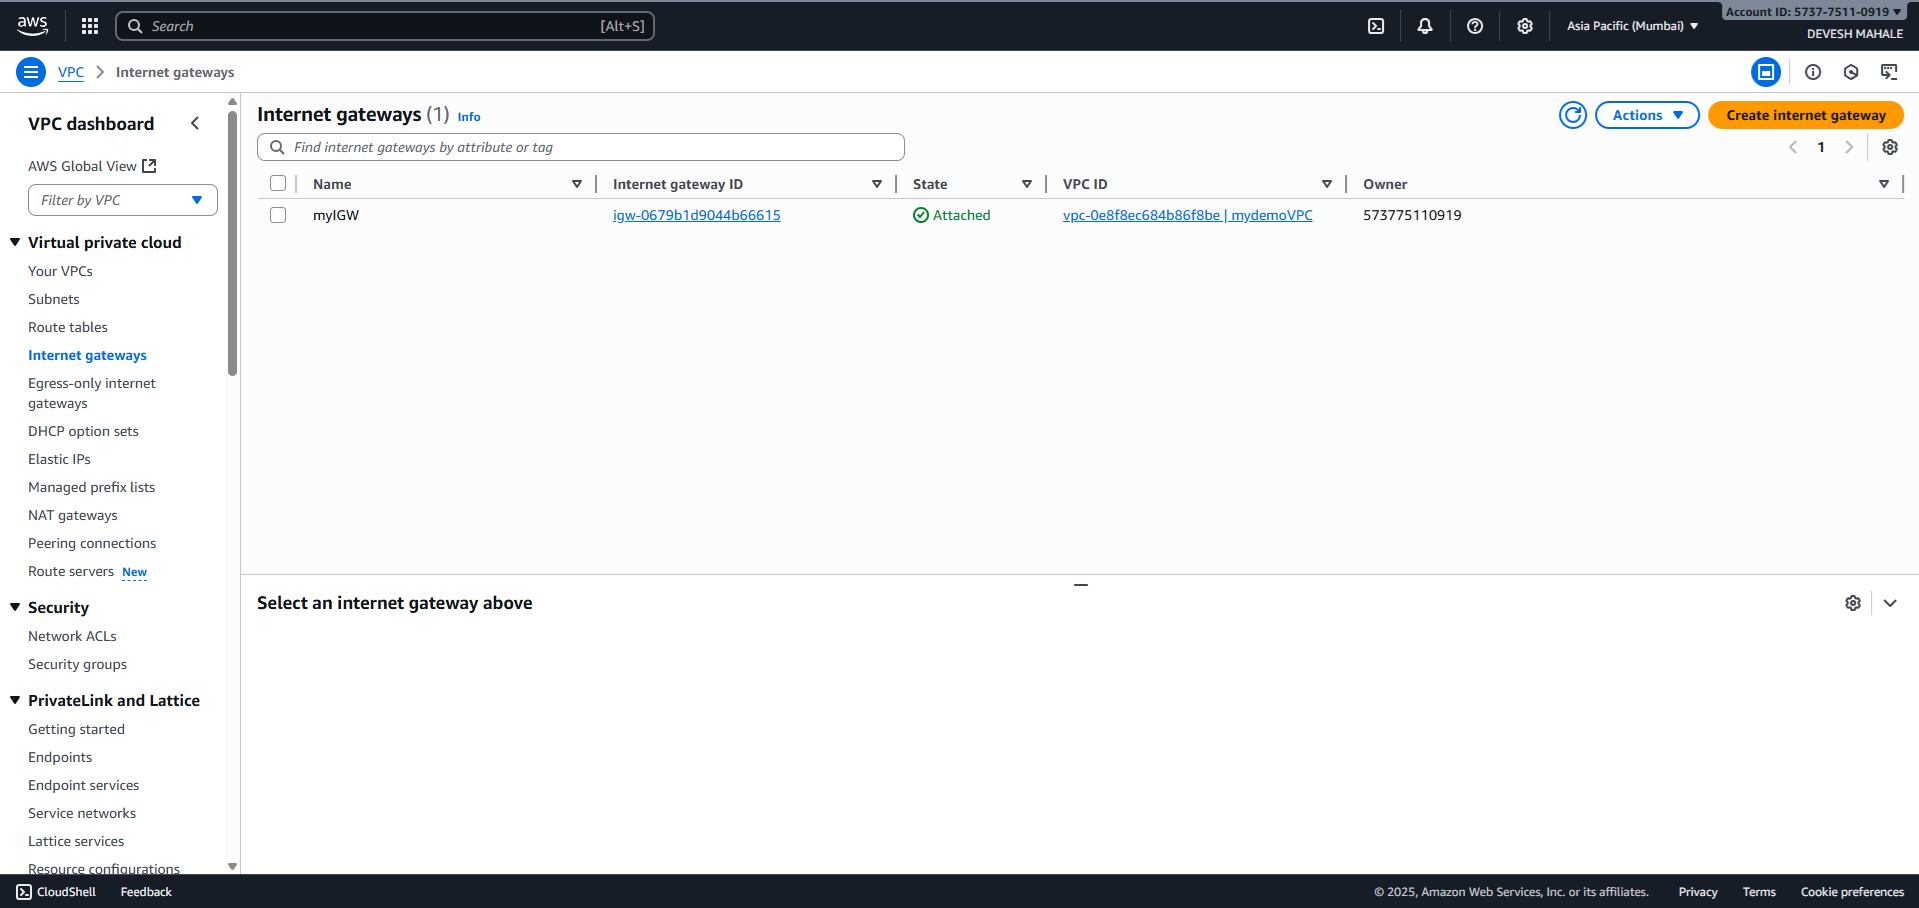 aws
Search [Alt+S]
Asia Pacific (Mumbai)
Account ID: 5737-7511-0919
DEVESH MAHALE
VPC
Internet gateways
VPC dashboard
AWS Global View
Filter by VPC
Virtual private cloud
Your VPCs
Subnets
Route tables
Internet gateways
Egress-only internet
gateways
DHCP option sets
Elastic IPs
Managed prefix lists
NAT gateways
Peering connections
Route servers New
Security
Network ACLs
Security groups
PrivateLink and Lattice
Getting started
Endpoints
Endpoint services
Service networks
Lattice services
Resource configurations
Internet gateways (1) Info
Actions
Create internet gateway
Find internet gateways by attribute or tag
1
Name Internet gateway ID State VPC ID Owner
myIGW igw-0679b1d9044b66615 Attached vpc-0e8f8ec684b86f8be | mydemoVPC 573775110919
Select an internet gateway above
CloudShell Feedback
© 2025, Amazon Web Services, Inc. or its affiliates. Privacy Terms Cookie preferences